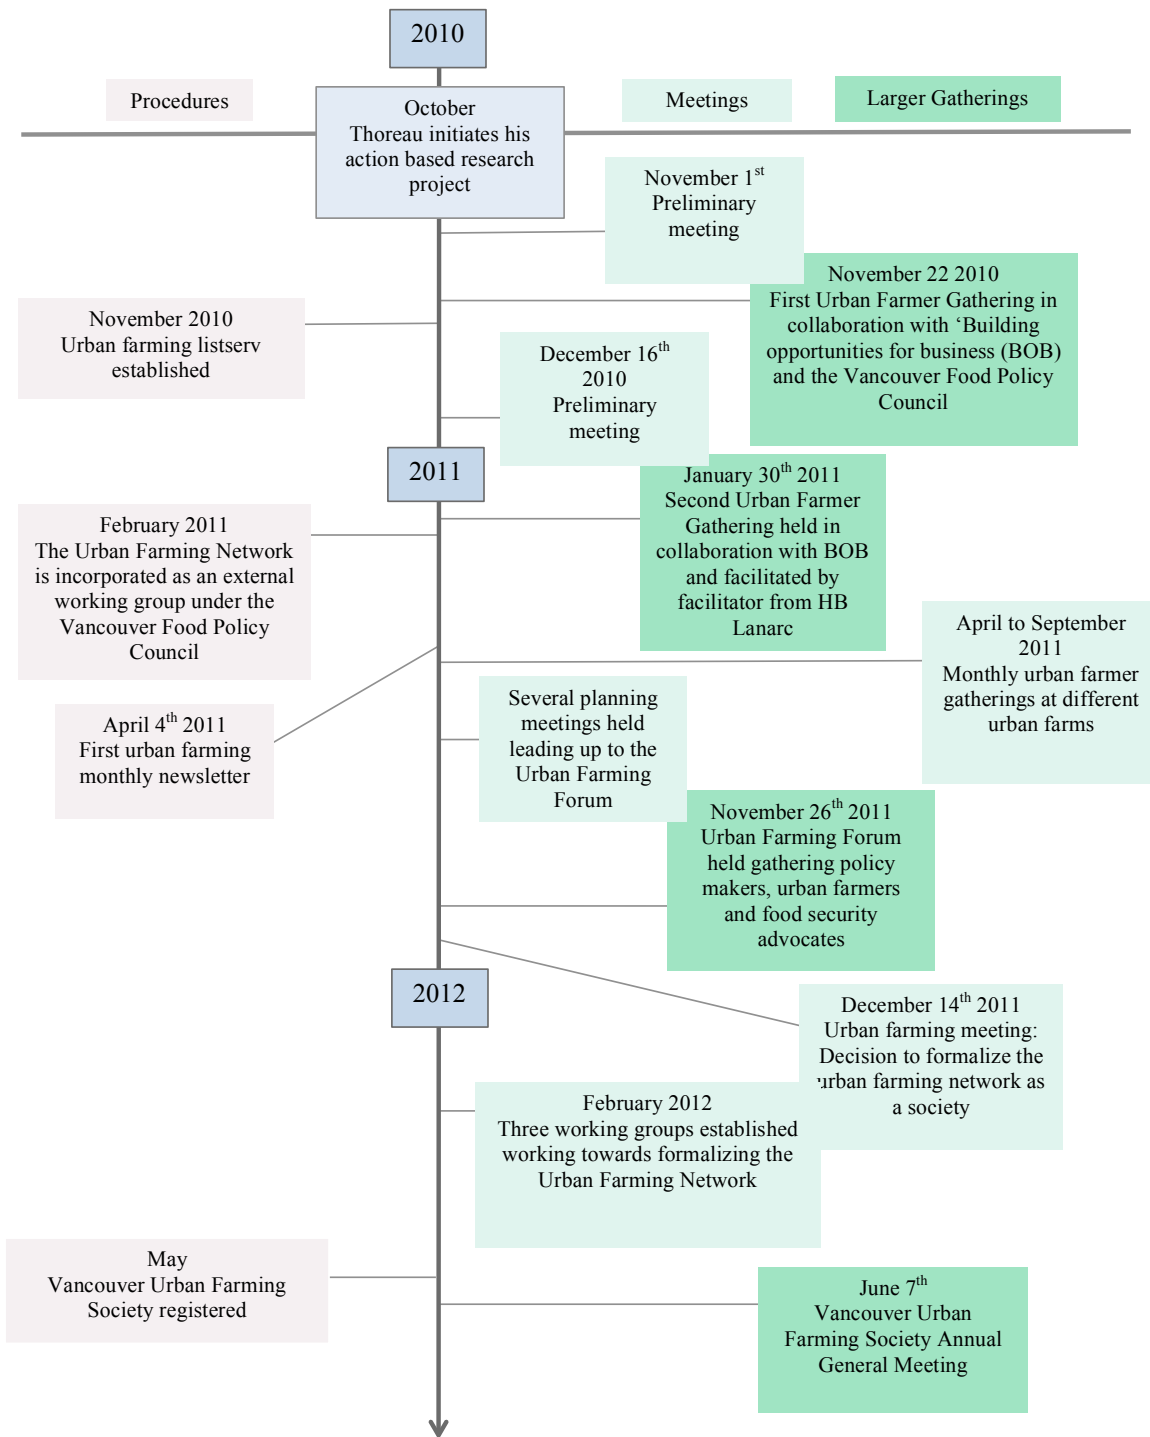 2010
Procedures
October
Thoreau initiates his
action based research
project
Meetings
Larger Gatherings
November 1st
Preliminary
meeting
November 22 2010
First Urban Farmer Gathering in
collaboration with ‘Building
opportunities for business (BOB)
and the Vancouver Food Policy
Council
November 2010
Urban farming listserv
established
December 16th
2010
Preliminary
meeting
2011
January 30th 2011
Second Urban Farmer
Gathering held in
collaboration with BOB
and facilitated by
facilitator from HB
Lanarc
February 2011
The Urban Farming Network
is incorporated as an external
working group under the
Vancouver Food Policy
Council
April to September
2011
Monthly urban farmer
gatherings at different
urban farms
April 4th 2011
First urban farming
monthly newsletter
Several planning
meetings held
leading up to the
Urban Farming
Forum
November 26th 2011
Urban Farming Forum
held gathering policy
makers, urban farmers
and food security
advocates
2012
December 14th 2011
Urban farming meeting:
Decision to formalize the
urban farming network as
a society
February 2012
Three working groups established
working towards formalizing the
Urban Farming Network
May
Vancouver Urban Farming
Society registered
June 7th
Vancouver Urban
Farming Society Annual
General Meeting